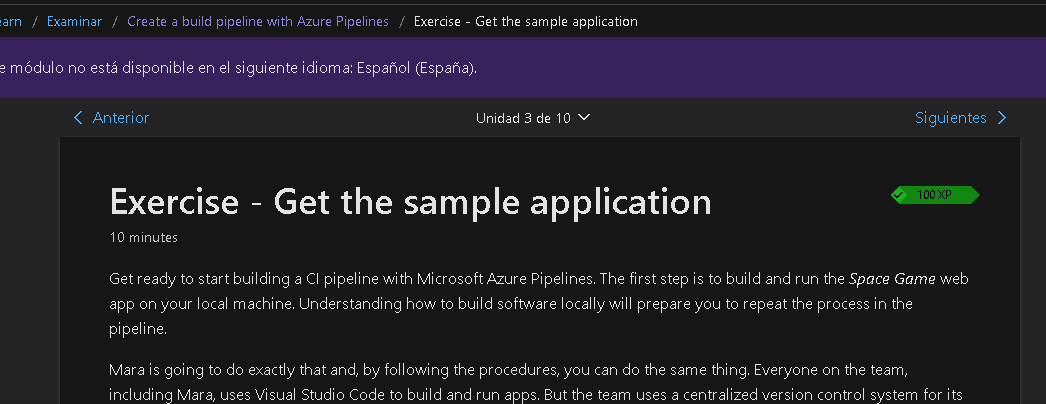 earn / Examinar / Create a build pipeline with Azure Pipelines / Exercise - Get the sample application
e módulo no está disponible en el siguiente idioma: Español (España).
Anterior
Unidad 3 de 10
Siguientes
Exercise - Get the sample application
100 XP
10 minutes
Get ready to start building a CI pipeline with Microsoft Azure Pipelines. The first step is to build and run the Space Game web
app on your local machine. Understanding how to build software locally will prepare you to repeat the process in the
pipeline.
Mara is going to do exactly that and, by following the procedures, you can do the same thing. Everyone on the team,
including Mara, uses Visual Studio Code to build and run apps. But the team uses a centralized version control system for its